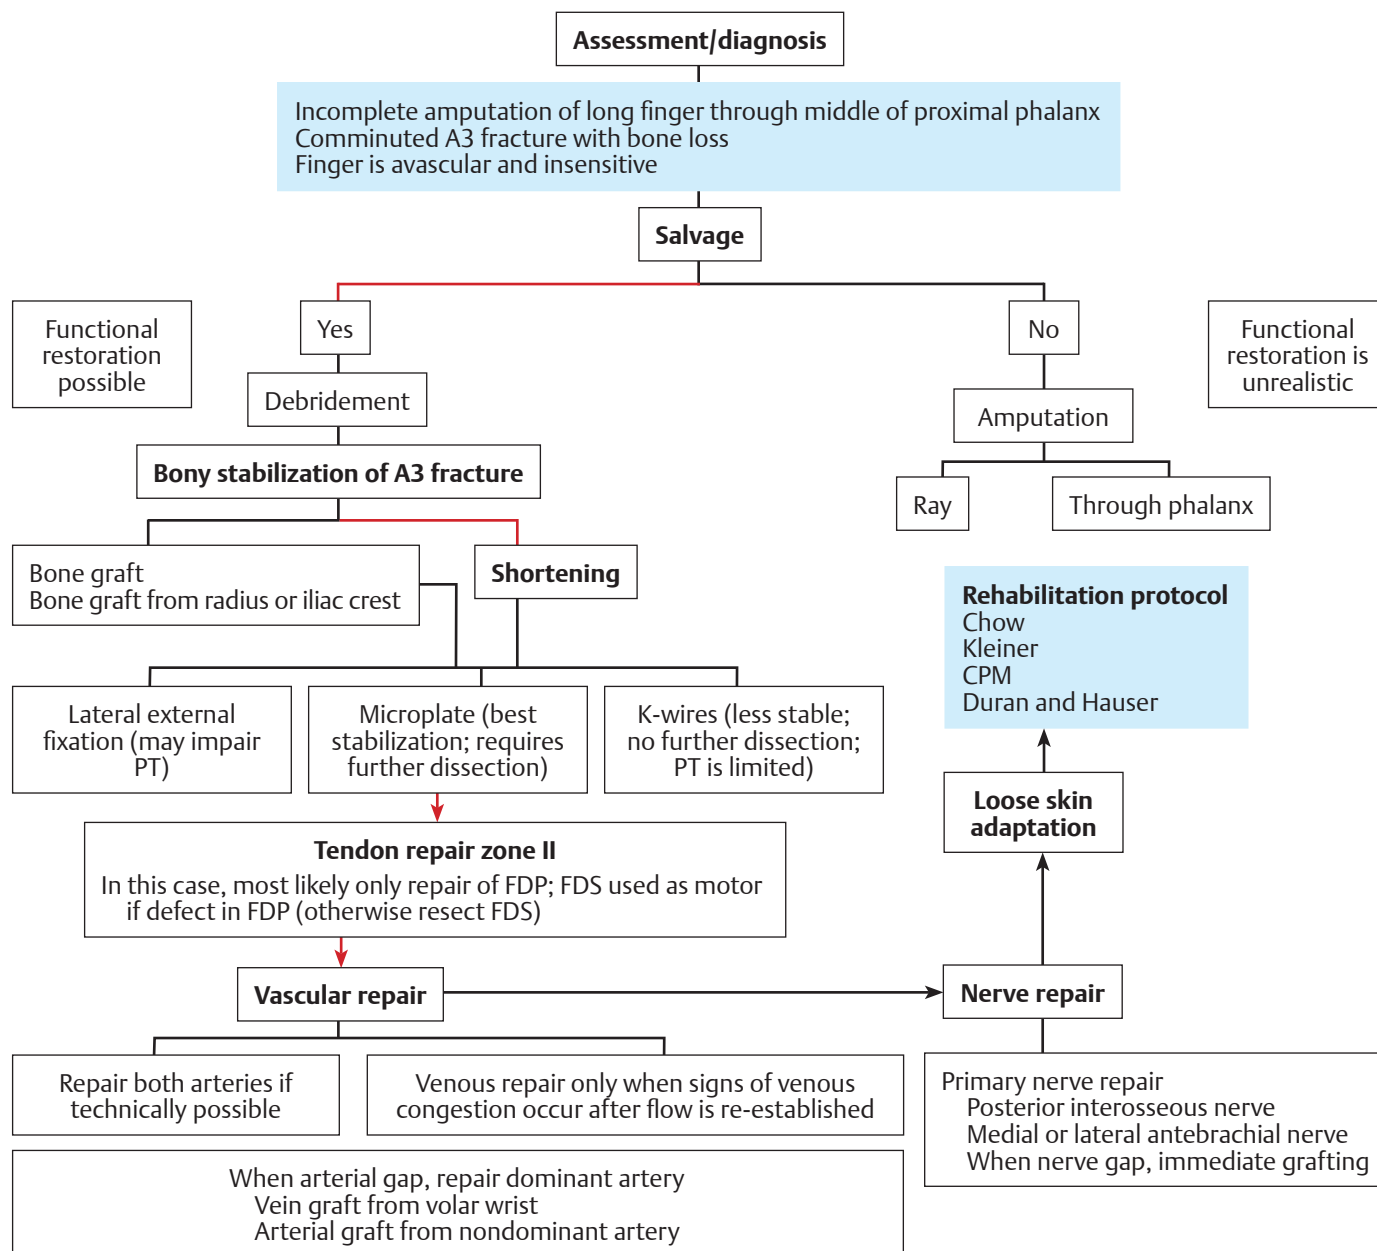 Assessment/diagnosis
Incomplete amputation of long finger through middle of proximal phalanx
Comminuted A3 fracture with bone loss
Finger is avascular and insensitive
Salvage
Functional
restoration
possible
Yes
No
Functional
restoration is
unrealistic
Debridement
Amputation
Bony stabilization of A3 fracture
Ray
Through phalanx
Bone graft
Bone graft from radius or iliac crest
Shortening
Rehabilitation protocol
Chow
Kleiner
CPM
Duran and Hauser
Lateral external
fixation (may impair
PT)
Microplate (best
stabilization; requires
further dissection)
K-wires (less stable;
no further dissection;
PT is limited)
Loose skin
adaptation
Tendon repair zone II
In this case, most likely only repair of FDP; FDS used as motor
if defect in FDP (otherwise resect FDS)
Vascular repair
Nerve repair
Repair both arteries if
technically possible
Venous repair only when signs of venous
congestion occur after flow is re-established
Primary nerve repair
Posterior interosseous nerve
Medial or lateral antebrachial nerve
When nerve gap, immediate grafting
When arterial gap, repair dominant artery
Vein graft from volar wrist
Arterial graft from nondominant artery